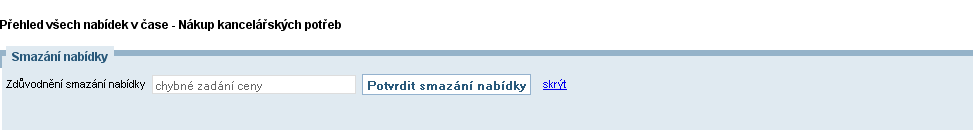 Přehled všech nabídek v čase - Nákup kancelářských potřeb
Smazání nabídky
Zdůvodnění smazání nabídky chybné zadání ceny Potvrdit smazání nabídky skrýt